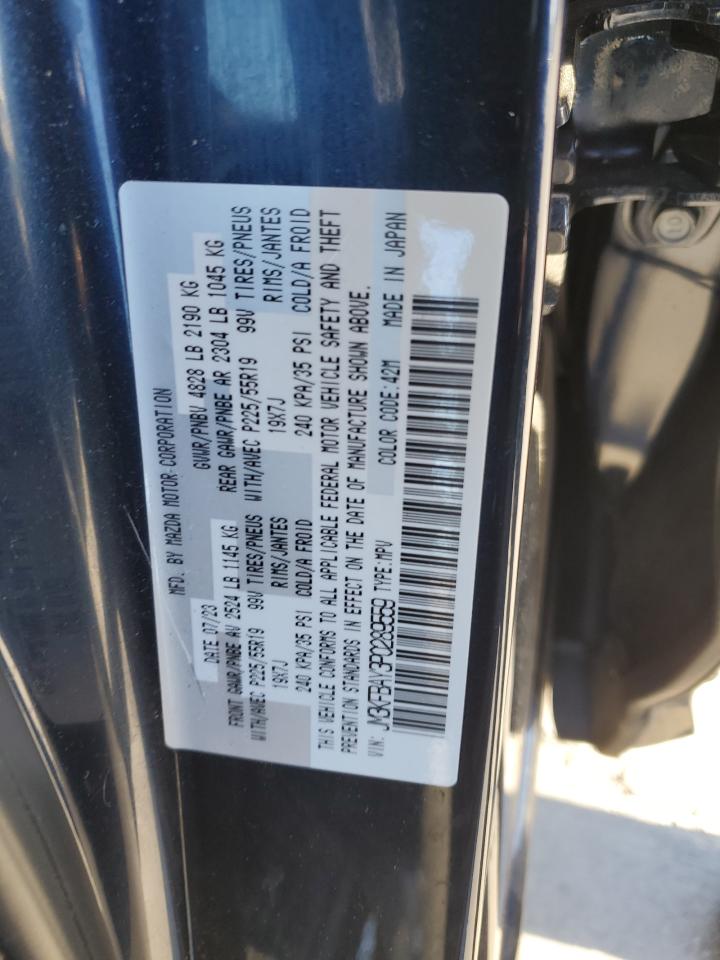 MFD. BY MAZDA MOTOR CORPORATION
DATE 07/23 GVWR/PNBV 4828 LB 2190 KG
FRONT GAWR/PNBE AV 2524 LB 1145 KG REAR GAWR/PNBE AR 2304 LB 1045 KG
WITH/AVEC P225/55R19 99V TIRES/PNEUS WITH/AVEC P225/55R19 99V TIRES/PNEUS
19X7J RIMS/JANTES 19X7J RIMS/JANTES
240 KPA/35 PSI COLD/A FROID 240 KPA/35 PSI COLD/A FROID
THIS VEHICLE CONFORMS TO ALL APPLICABLE FEDERAL MOTOR VEHICLE SAFETY AND THEFT
PREVENTION STANDARDS IN EFFECT ON THE DATE OF MANUFACTURE SHOWN ABOVE.
VIN: TYPE:MPV COLOR CODE:42M MADE IN JAPAN